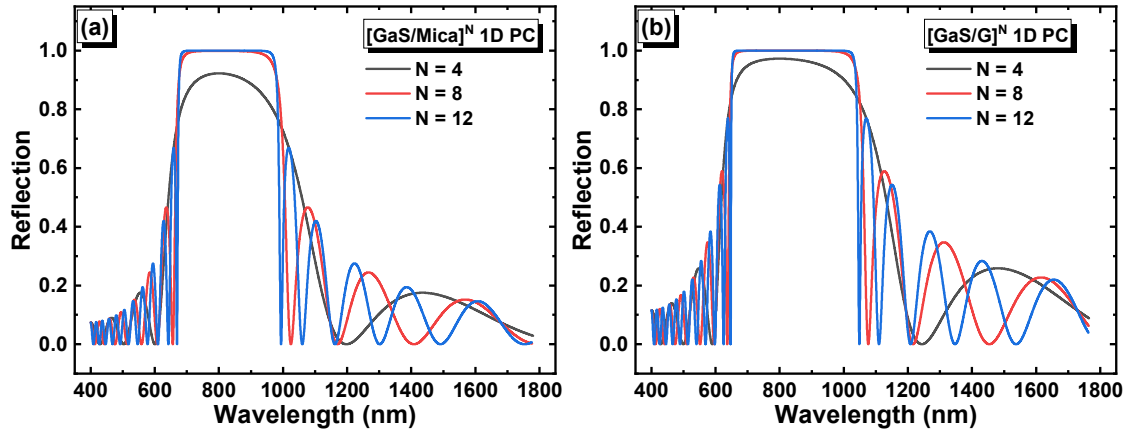 (a)
[GaS/Mica]ᴺ 1D PC
N = 4
N = 8
N = 12
1.0
0.8
0.6
0.4
0.2
0.0
Reflection
400 600 800 1000 1200 1400 1600 1800
Wavelength (nm)
(b)
[GaS/G]ᴺ 1D PC
N = 4
N = 8
N = 12
1.0
0.8
0.6
0.4
0.2
0.0
Reflection
400 600 800 1000 1200 1400 1600 1800
Wavelength (nm)